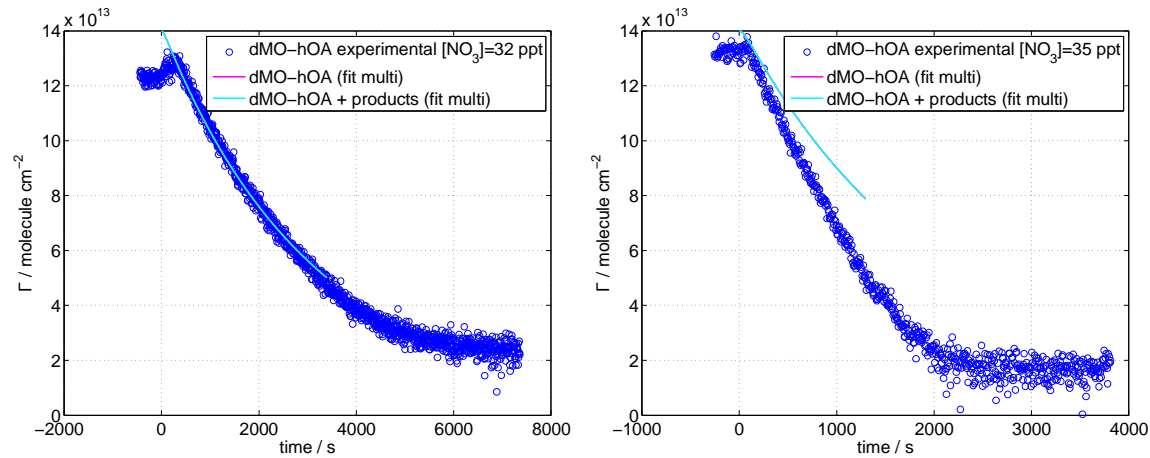 x 10^13
dMO−hOA experimental [NO3]=32 ppt
dMO−hOA (fit multi)
dMO−hOA + products (fit multi)
14
12
10
8
6
4
2
0
Γ / molecule cm−2
−2000 0 2000 4000 6000 8000
time / s
x 10^13
dMO−hOA experimental [NO3]=35 ppt
dMO−hOA (fit multi)
dMO−hOA + products (fit multi)
14
12
10
8
6
4
2
0
Γ / molecule cm−2
−1000 0 1000 2000 3000 4000
time / s